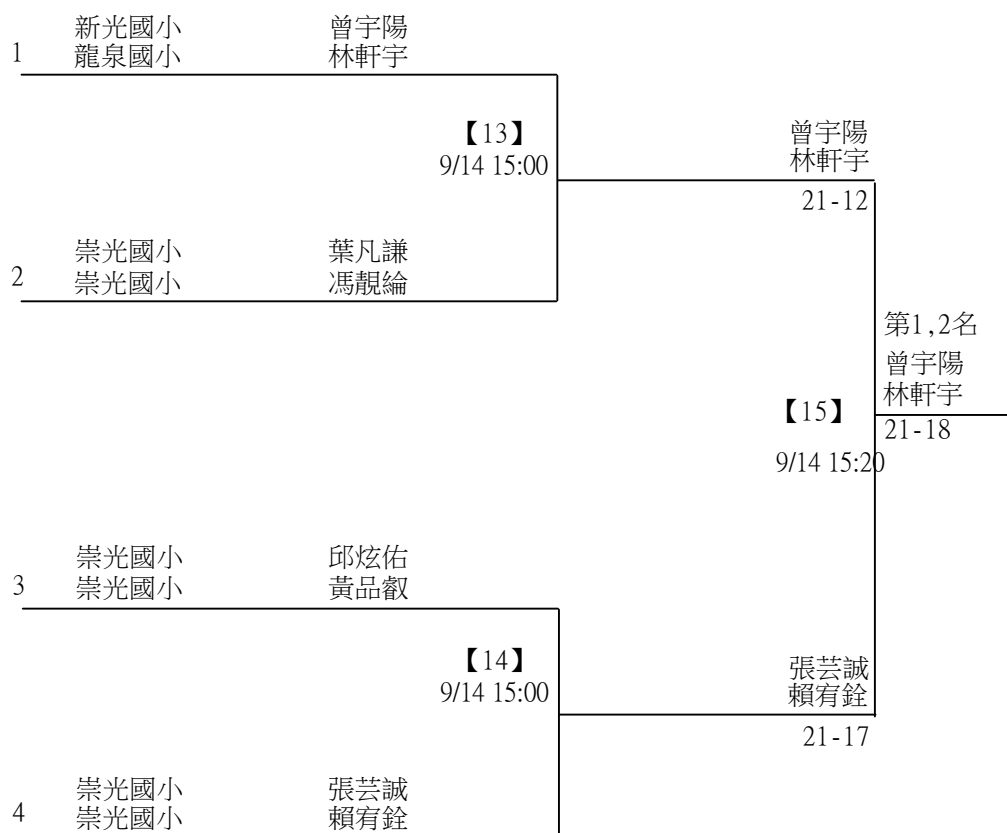 新光國小 曾宇陽
1 龍泉國小 林軒宇
【13】
9/14 15:00
曾宇陽
林軒宇
21-12
崇光國小 葉凡謙
2 崇光國小 馮靚綸
第1,2名
曾宇陽
林軒宇
【15】
21-18
9/14 15:20
崇光國小 邱炫佑
3 崇光國小 黃品叡
【14】
9/14 15:00
張芸誠
賴宥銓
21-17
崇光國小 張芸誠
4 崇光國小 賴宥銓